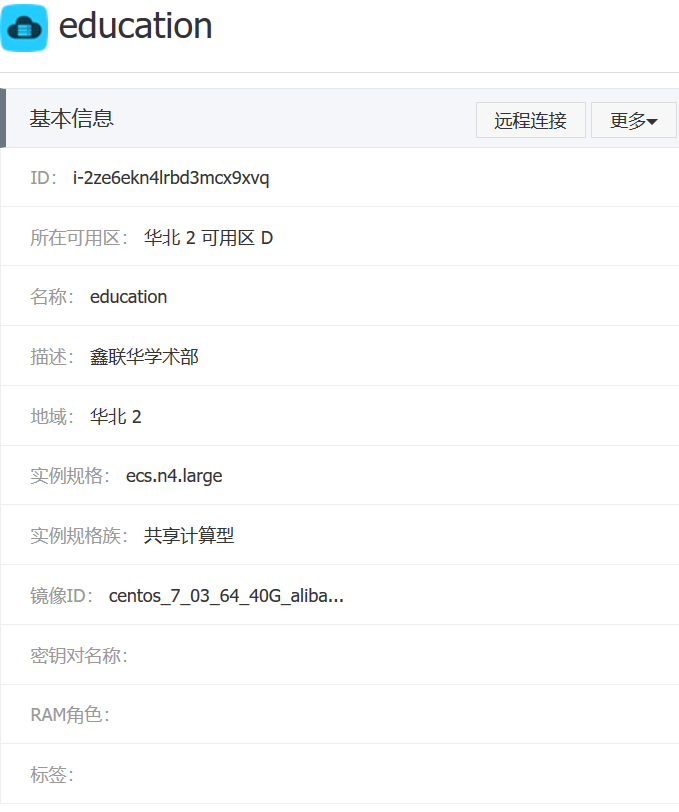 education
基本信息 远程连接 更多
ID: i-2ze6ekn4lrbd3mcx9xvq
所在可用区: 华北 2 可用区 D
名称: education
描述: 鑫联华学术部
地域: 华北 2
实例规格: ecs.n4.large
实例规格族: 共享计算型
镜像ID: centos_7_03_64_40G_aliba...
密钥对名称:
RAM角色:
标签: